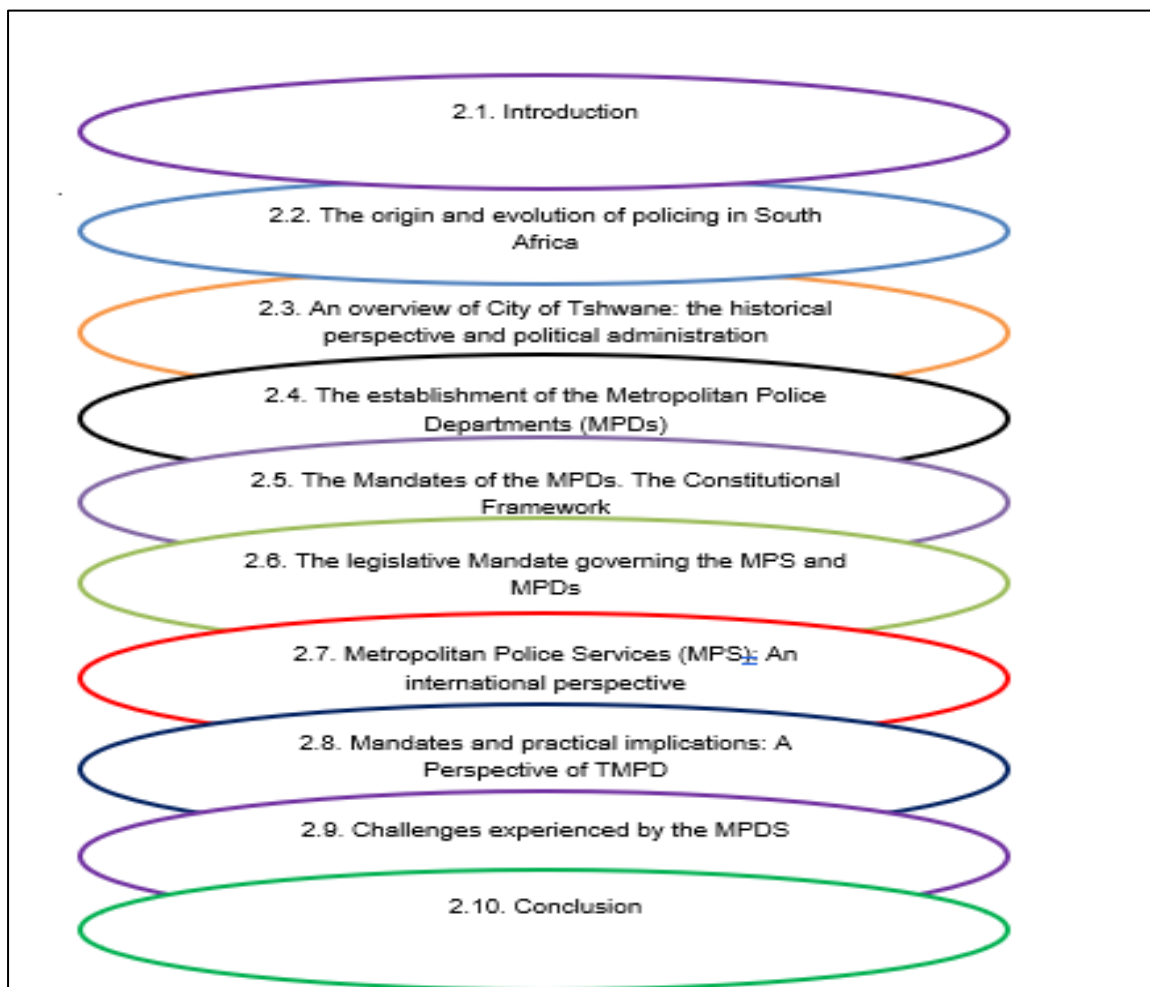 2.1. Introduction
2.2. The origin and evolution of policing in South
Africa
2.3. An overview of City of Tshwane: the historical
perspective and political administration
2.4. The establishment of the Metropolitan Police
Departments (MPDs)
2.5. The Mandates of the MPDs. The Constitutional
Framework
2.6. The legislative Mandate governing the MPS and
MPDs
2.7. Metropolitan Police Services (MPS): An
international perspective
2.8. Mandates and practical implications: A
Perspective of TMPD
2.9. Challenges experienced by the MPDS
2.10. Conclusion